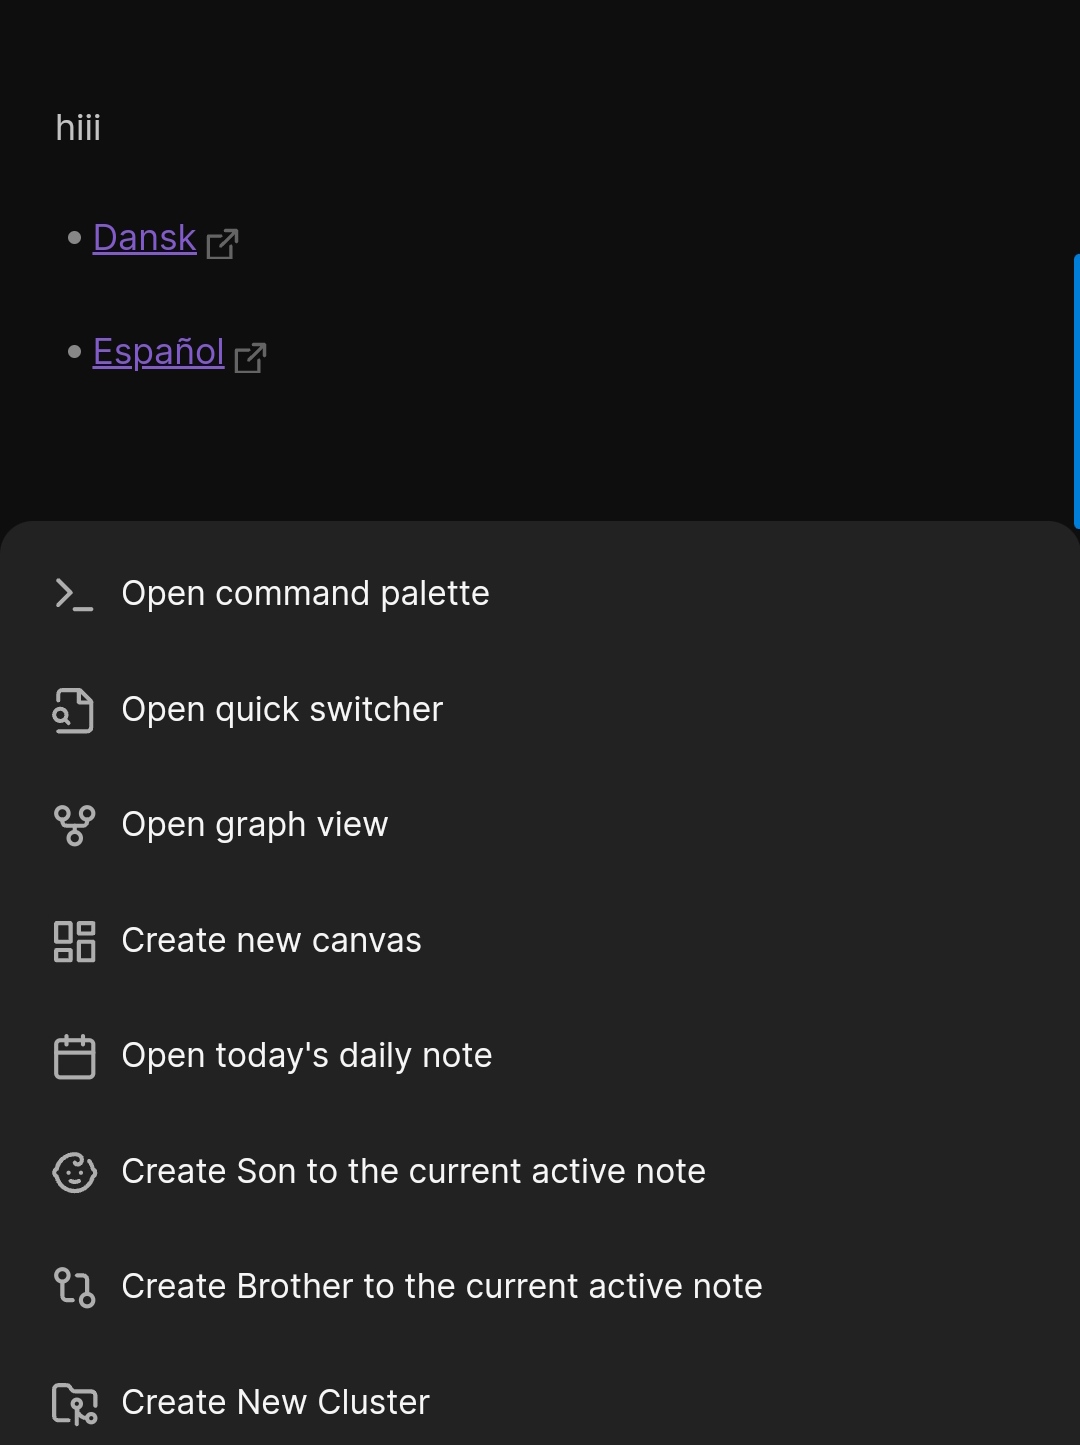 hiii
Dansk
Español
Open command palette
Open quick switcher
Open graph view
Create new canvas
Open today's daily note
Create Son to the current active note
Create Brother to the current active note
Create New Cluster